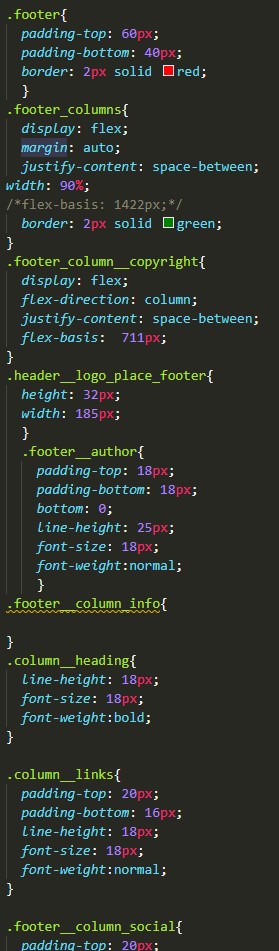 .footer{
padding-top: 60px;
padding-bottom: 40px;
border: 2px solid red;
}
.footer_columns{
display: flex;
margin: auto;
justify-content: space-between;
width: 90%;
/*flex-basis: 1422px;*/
border: 2px solid green;
}
.footer_column__copyright{
display: flex;
flex-direction: column;
justify-content: space-between;
flex-basis:  711px;
}
.header__logo_place_footer{
height: 32px;
width: 185px;
}
.footer__author{
padding-top: 18px;
padding-bottom: 18px;
bottom: 0;
line-height: 25px;
font-size: 18px;
font-weight:normal;
}
.footer__column_info{
}
.column__heading{
line-height: 18px;
font-size: 18px;
font-weight:bold;
}
.column__links{
padding-top: 20px;
padding-bottom: 16px;
line-height: 18px;
font-size: 18px;
font-weight:normal;
}
.footer__column_social{
padding-top: 20px;